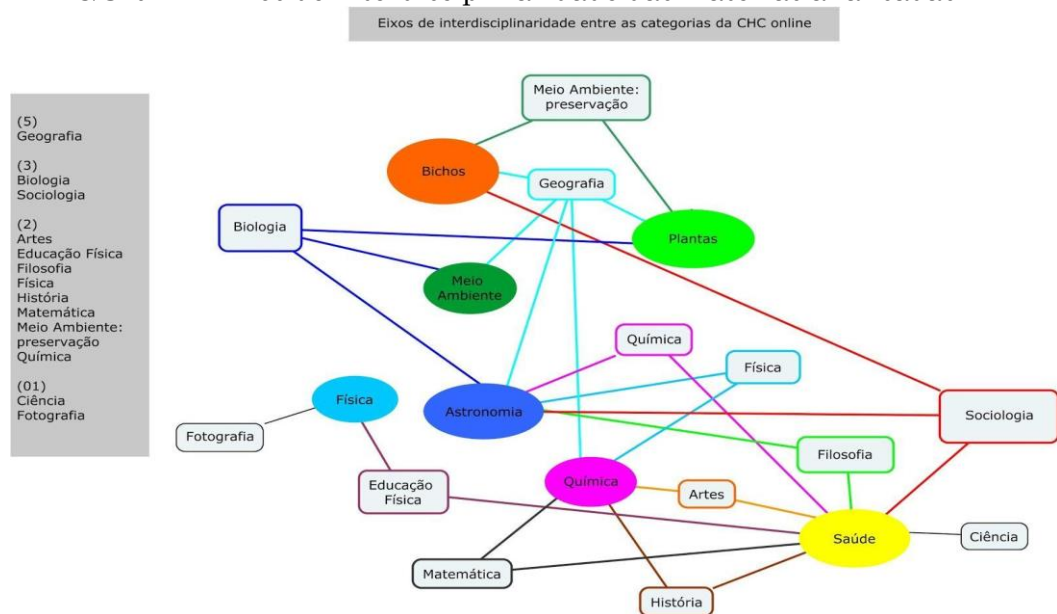 Eixos de interdisciplinaridade entre as categorias da CHC online
(5)
Geografia
(3)
Biologia
Sociologia
(2)
Artes
Educação Física
Filosofia
Física
História
Matemática
Meio Ambiente:
preservação
Química
(01)
Ciência
Fotografia
Meio Ambiente:
preservação
Bichos
Geografia
Biologia
Plantas
Meio
Ambiente
Química
Física
Física
Astronomia
Sociologia
Fotografia
Filosofia
Educação
Física
Química
Artes
Saúde
Ciência
Matemática
História